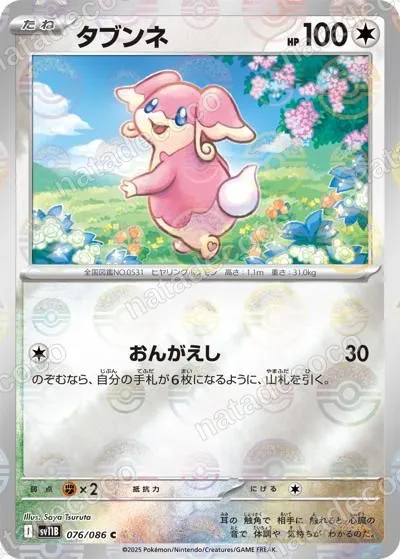 たね
タブンネ
HP 100
全国図鑑NO.0531 ヒヤリングポケモン 高さ：1.1m 重さ：31.0kg
おんがえし 30
のぞむなら、自分の手札が6枚になるように、山札を引く。
弱点 ×2 抵抗力 にげる
Illus. Saya Tsuruta
sv11B 076/086 C
耳の触角で相手にふれると心臓の
音で体調や気持ちがわかるのだ。
©2025 Pokémon/Nintendo/Creatures/GAME FREAK.
natadecoco